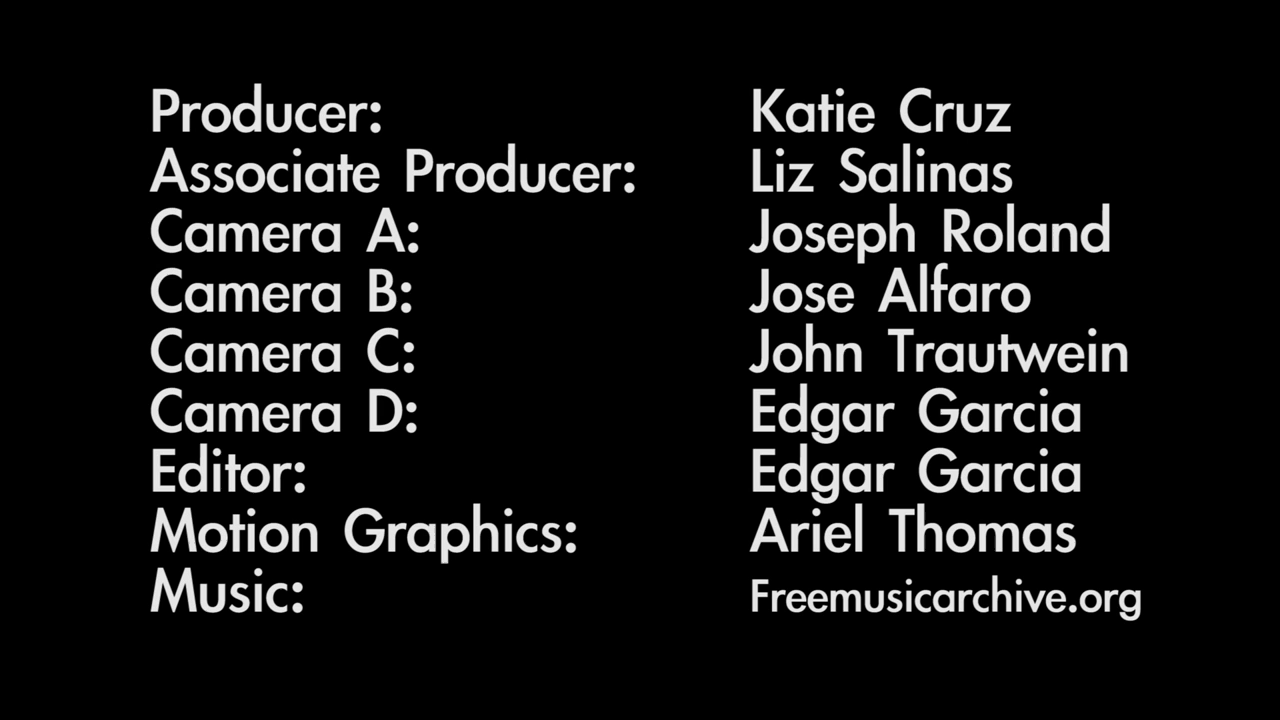 Producer: Katie Cruz
Associate Producer: Liz Salinas
Camera A: Joseph Roland
Camera B: Jose Alfaro
Camera C: John Trautwein
Camera D: Edgar Garcia
Editor: Edgar Garcia
Motion Graphics: Ariel Thomas
Music: Freemusicarchive.org